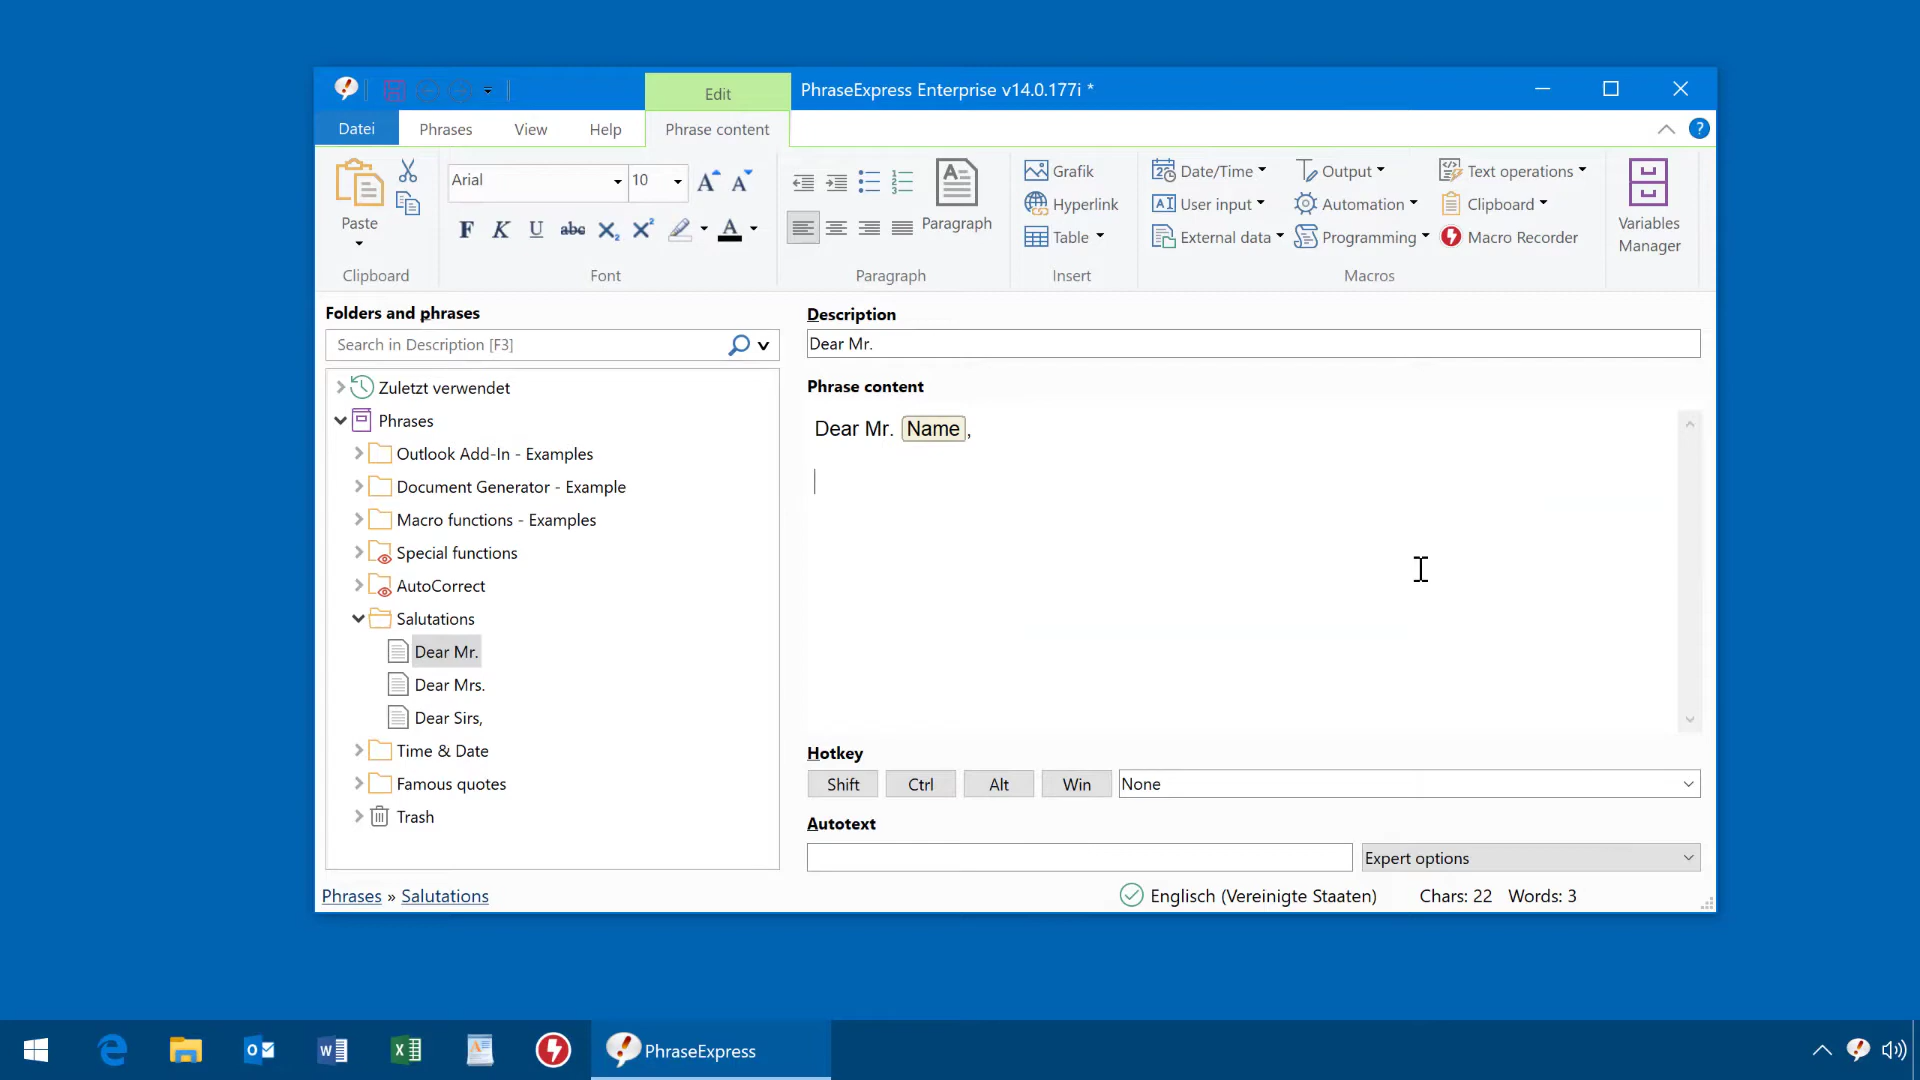 Edit
PhraseExpress Enterprise v14.0.177i *
Datei
Phrases
View
Help
Phrase content
?
Paste
Clipboard
Arial
10
A
A
F
K
U
abc
X2
X2
A
Font
Paragraph
Paragraph
Grafik
Hyperlink
Table
Insert
Date/Time
User input
External data
Output
Automation
Programming
Text operations
Clipboard
Macro Recorder
Macros
Variables
Manager
Folders and phrases
Search in Description [F3]
Zuletzt verwendet
Phrases
Outlook Add-In - Examples
Document Generator - Example
Macro functions - Examples
Special functions
AutoCorrect
Salutations
Dear Mr.
Dear Mrs.
Dear Sirs,
Time & Date
Famous quotes
Trash
Description
Dear Mr.
Phrase content
Dear Mr. Name,
Hotkey
Shift
Ctrl
Alt
Win
None
Autotext
Expert options
Phrases » Salutations
Englisch (Vereinigte Staaten)
Chars: 22
Words: 3
PhraseExpress